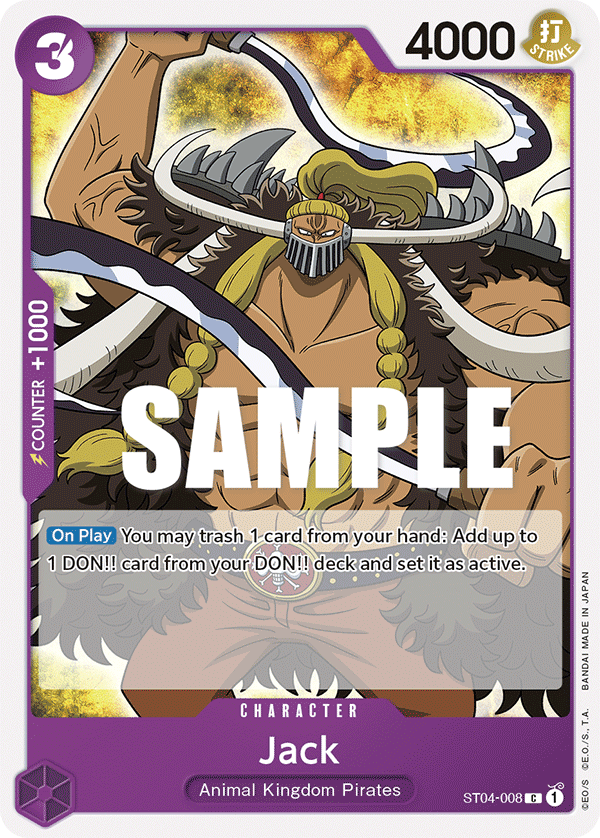 3
4000
打
STRIKE
COUNTER +1000
SAMPLE
On Play You may trash 1 card from your hand: Add up to
1 DON!! card from your DON!! deck and set it as active.
CHARACTER
Jack
Animal Kingdom Pirates
ST04-008 C 1
©EO/S ©E.O./S., T.A. BANDAI MADE IN JAPAN